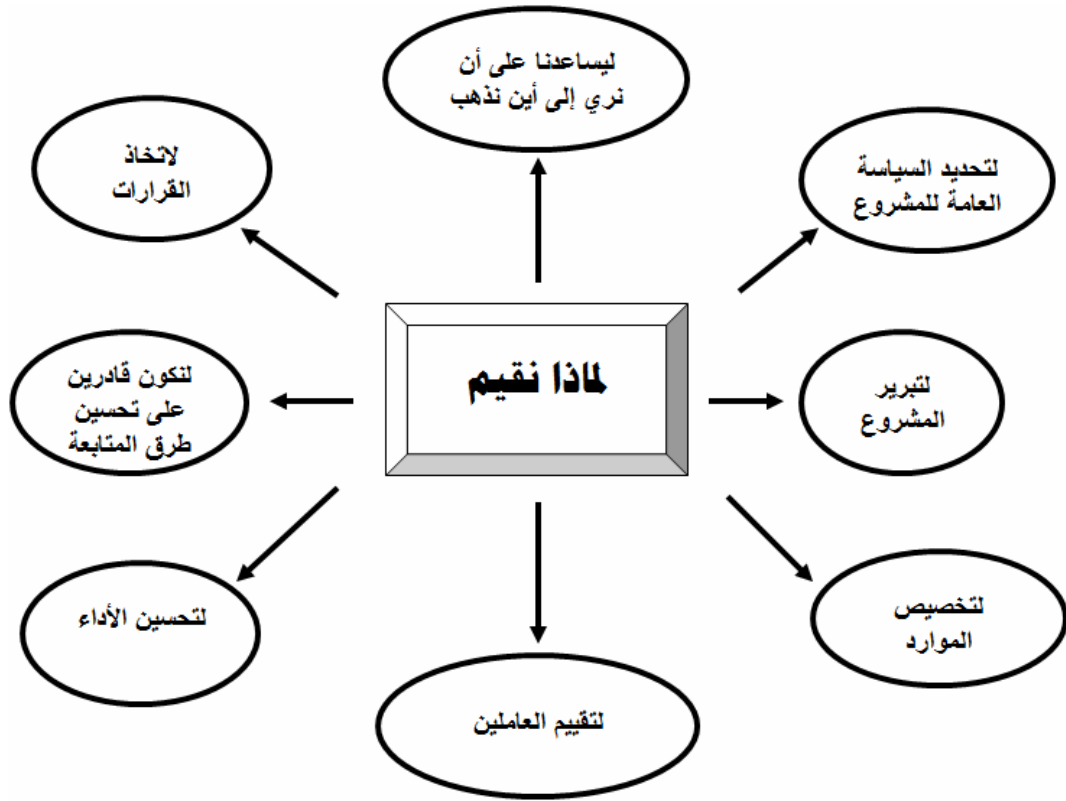 ليساعدنا على أن
نري إلى أين نذهب
لتحديد السياسة
العامة للمشروع
لاتخاذ
القرارات
لماذا نقيم
لتبرير
المشروع
لنكون قادرين
على تحسين
طرق المتابعة
لتخصيص
الموارد
لتحسين الأداء
لتقييم العاملين